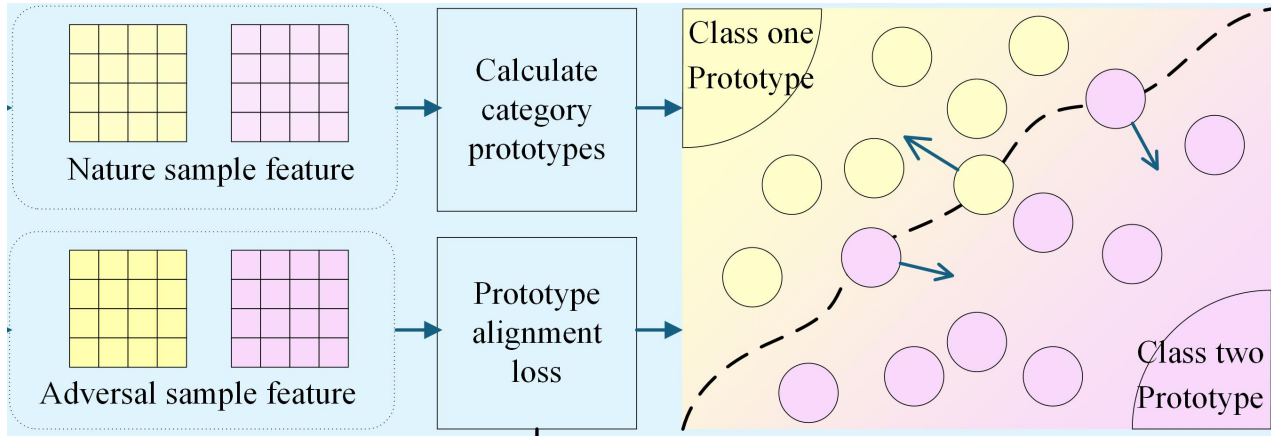 Nature sample feature
Calculate
category
prototypes
Class one
Prototype
Adversal sample feature
Prototype
alignment
loss
Class two
Prototype